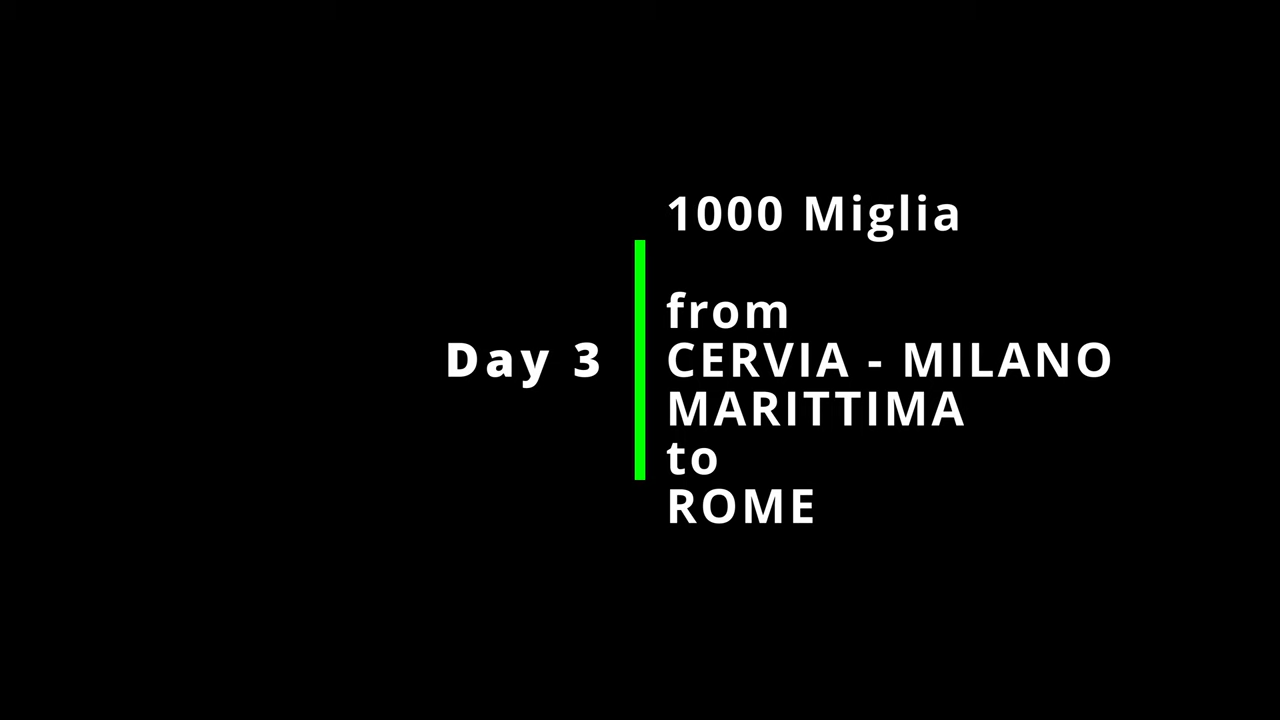 Day 3
1000 Miglia
from
CERVIA - MILANO
MARITTIMA
to
ROME